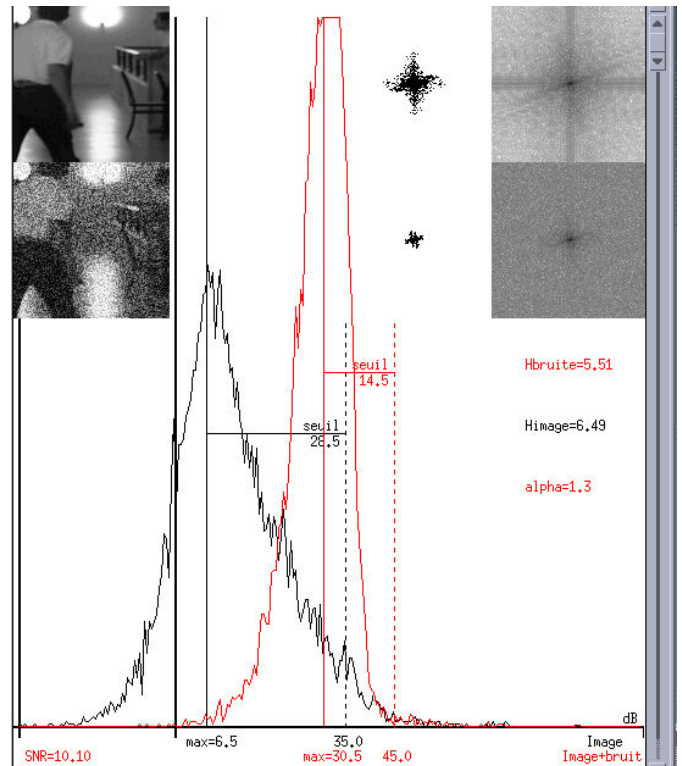 seuil
14.5
Hbruite=5.51
seuil
28.5
Himage=6.49
alpha=1.3
dB
max=6.5
35.0
Image
SNR=10.10
max=30.5
45.0
Image+bruit